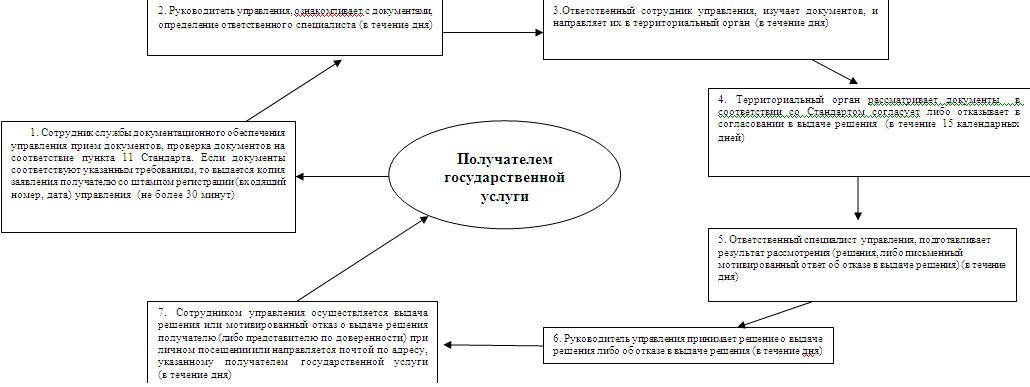 2. Руководитель управления, ознакомливает с документами,
определение ответственного специалиста (в течение дня)
3.Ответственный сотрудник управления, изучает документов, и
направляет их в территориальный орган (в течение дня)
4. Территориальный орган рассматривает документы в
соответствии со Стандартом согласует либо отказывает в
согласовании в выдаче решения (в течение 15 календарных
дней)
1. Сотрудник службы документационного обеспечения
управления прием документов, проверка документов на
соответствие пункта 11 Стандарта. Если документы
соответствуют указанным требованиям, то выдается копия
заявления получателю со штампом регистрации (входящий
номер, дата) управления (не более 30 минут)
Получателем
государственной
услуги
5. Ответственный специалист управления, подготавливает
результат рассмотрения (решения, либо письменный
мотивированный ответ об отказе в выдаче решения) (в течение
дня)
7. Сотрудником управления осуществляется выдача
решения или мотивированный отказ о выдаче решения
получателю (либо представителю по доверенности) при
личном посещении или направляется почтой по адресу,
указанному получателем государственной услуги
(в течение дня)
6. Руководитель управления принимает решение о выдаче
решения либо об отказе в выдаче решения (в течение дня)